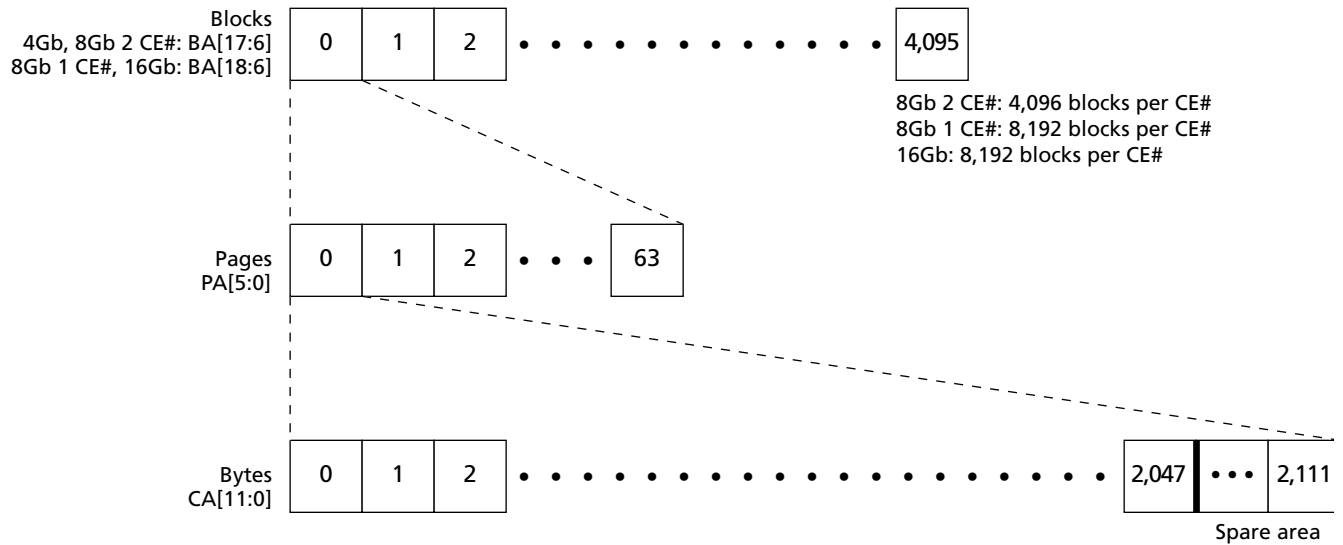 Blocks
4Gb, 8Gb 2 CE#: BA[17:6]
8Gb 1 CE#, 16Gb: BA[18:6]
0 1 2 • • • • • • • • • • • • 4,095
8Gb 2 CE#: 4,096 blocks per CE#
8Gb 1 CE#: 8,192 blocks per CE#
16Gb: 8,192 blocks per CE#
Pages
PA[5:0]
0 1 2 • • • 63
Bytes
CA[11:0]
0 1 2 • • • • • • • • • • • • • • • • • • • 2,047 • • • 2,111
Spare area